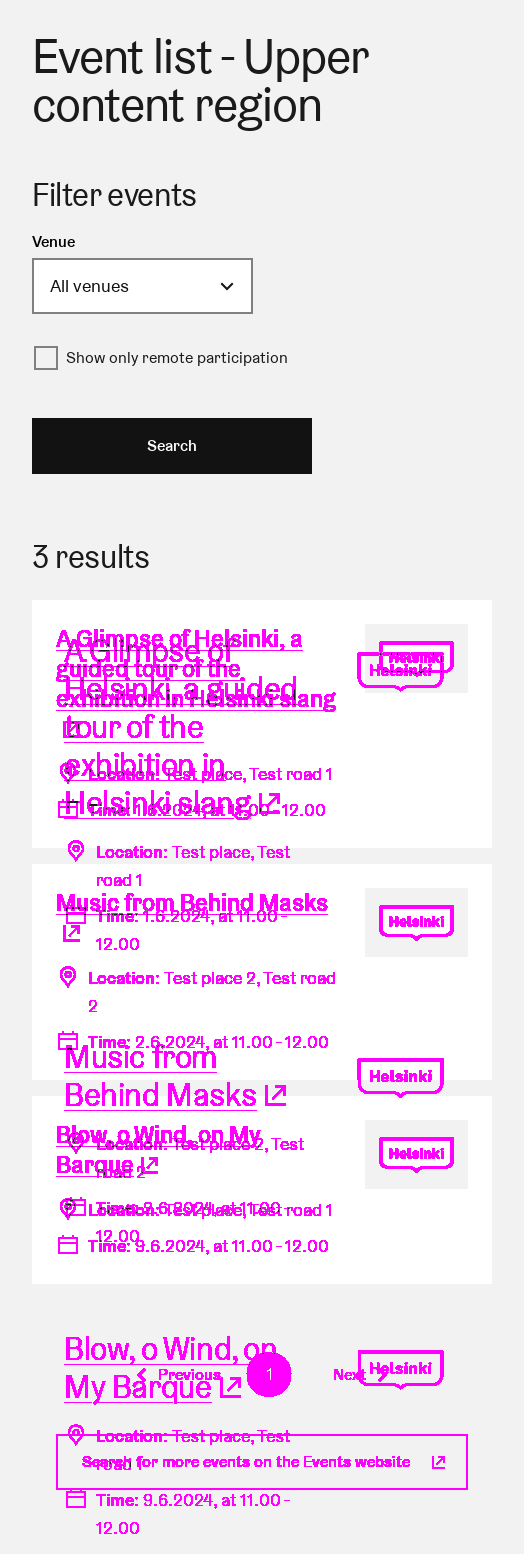 Event list - Upper
content region
Filter events
Venue
All venues
Show only remote participation
Search
3 results
A Glimpse of Helsinki, a
guided tour of the
exhibition in Helsinki slang
Helsinki
Location: Test place, Test road 1
Time: 1.6.2024, at 11.00 - 12.00
A Glimpse of
Helsinki, a guided
tour of the
exhibition in
Helsinki slang
Helsinki
Location: Test place, Test
road 1
Time: 1.6.2024, at 11.00 -
12.00
Music from Behind Masks
Helsinki
Location: Test place 2, Test road
2
Time: 2.6.2024, at 11.00 - 12.00
Music from
Behind Masks
Helsinki
Location: Test place 2, Test
road 2
Time: 2.6.2024, at 11.00 -
12.00
Blow, o Wind, on My
Barque
Helsinki
Location: Test place, Test road 1
Time: 9.6.2024, at 11.00 - 12.00
Blow, o Wind, on
My Barque
Helsinki
Previous
1
Next
Location: Test place, Test
road 1
Search for more events on the Events website
Time: 9.6.2024, at 11.00 -
12.00